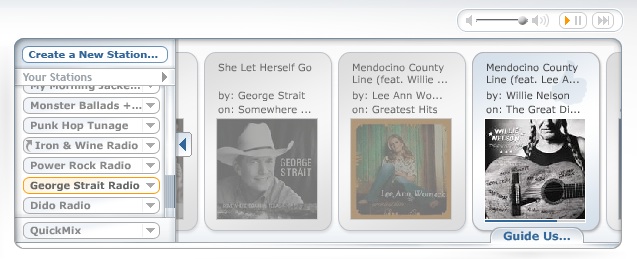 Create a New Station...
Your Stations
My Morning Jacke...
Monster Ballads +...
Punk Hop Tunage
Iron & Wine Radio
Power Rock Radio
George Strait Radio
Dido Radio
QuickMix
She Let Herself Go
by: George Strait
on: Somewhere ...
GEORGE
STRAIT
Mendocino County
Line (feat. Willie ...
by: Lee Ann Wo...
on: Greatest Hits
Lee Ann Womack
Mendocino County
Line (feat. Lee A...
by: Willie Nelson
on: The Great Di...
WILLIE
NELSON
Guide Us...